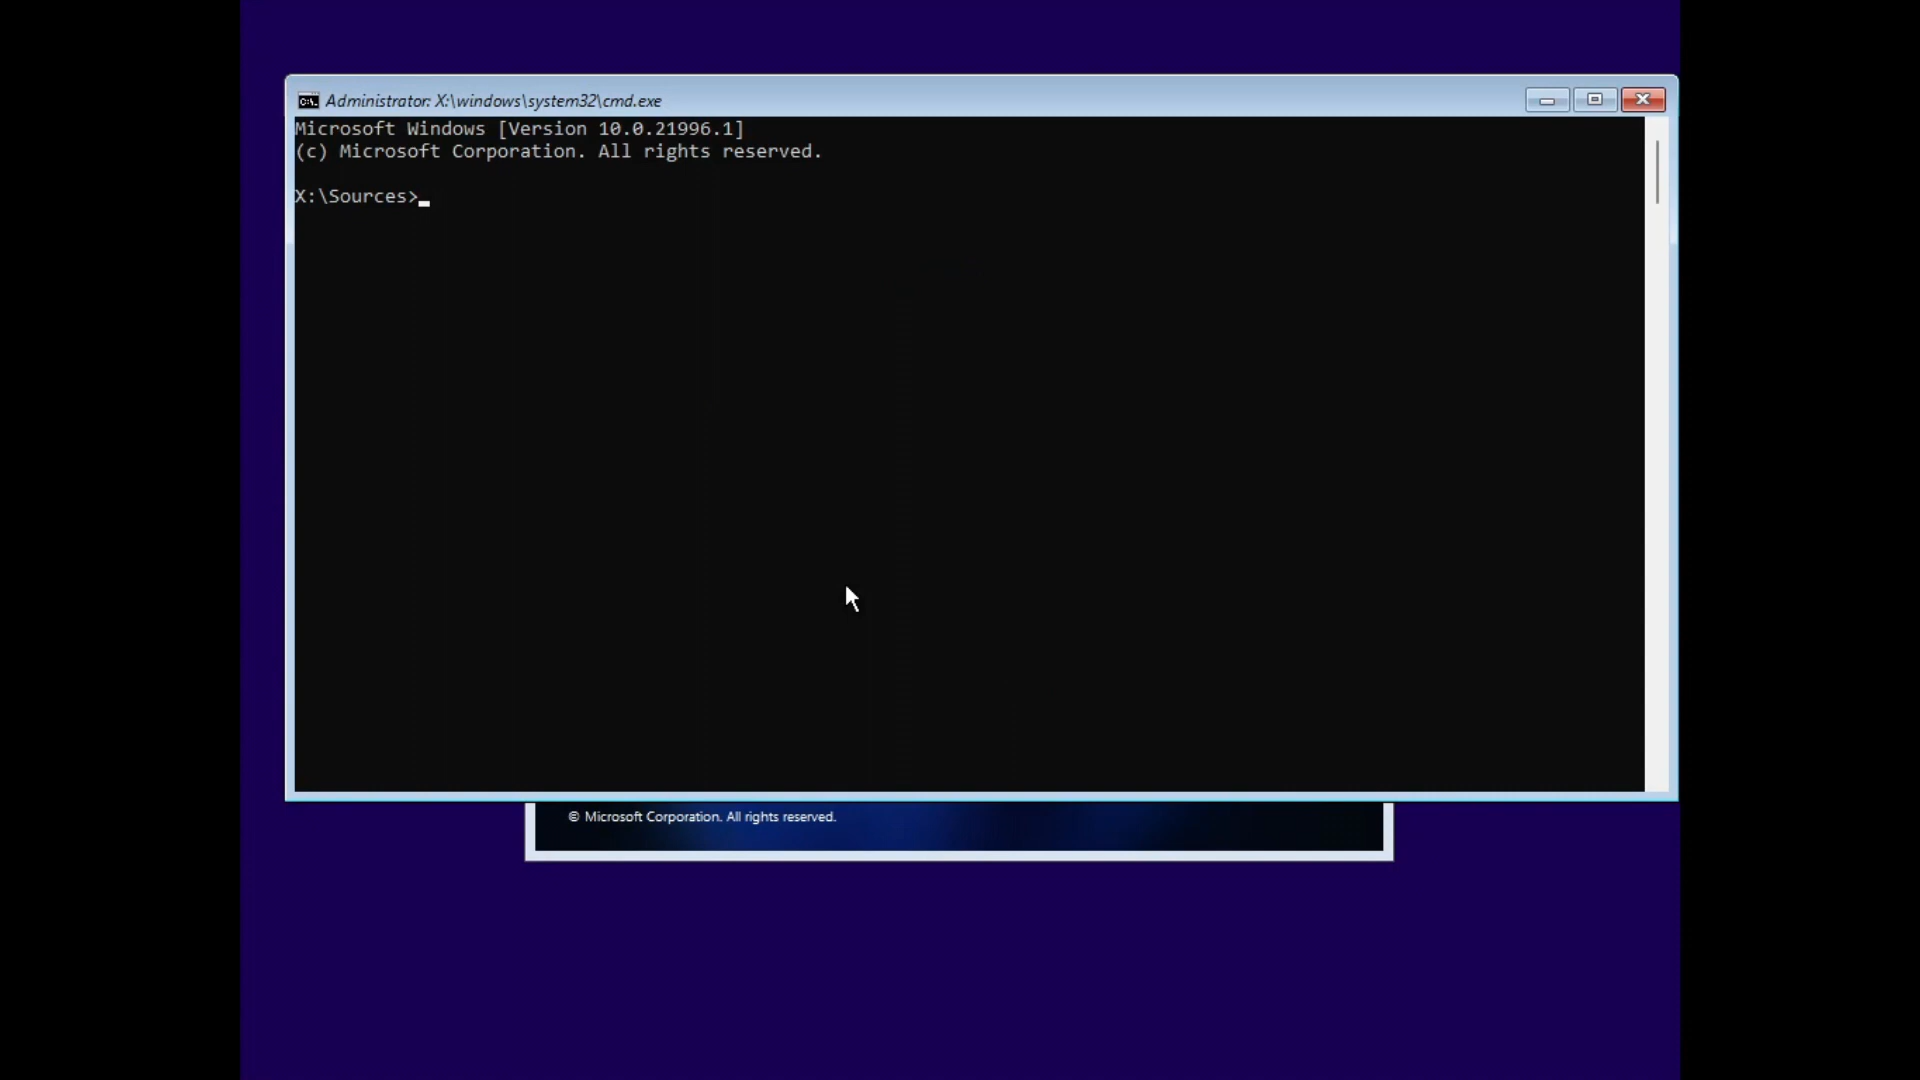 Administrator: X:\windows\system32\cmd.exe
Microsoft Windows [Version 10.0.21996.1]
(c) Microsoft Corporation. All rights reserved.
X:\Sources>
© Microsoft Corporation. All rights reserved.